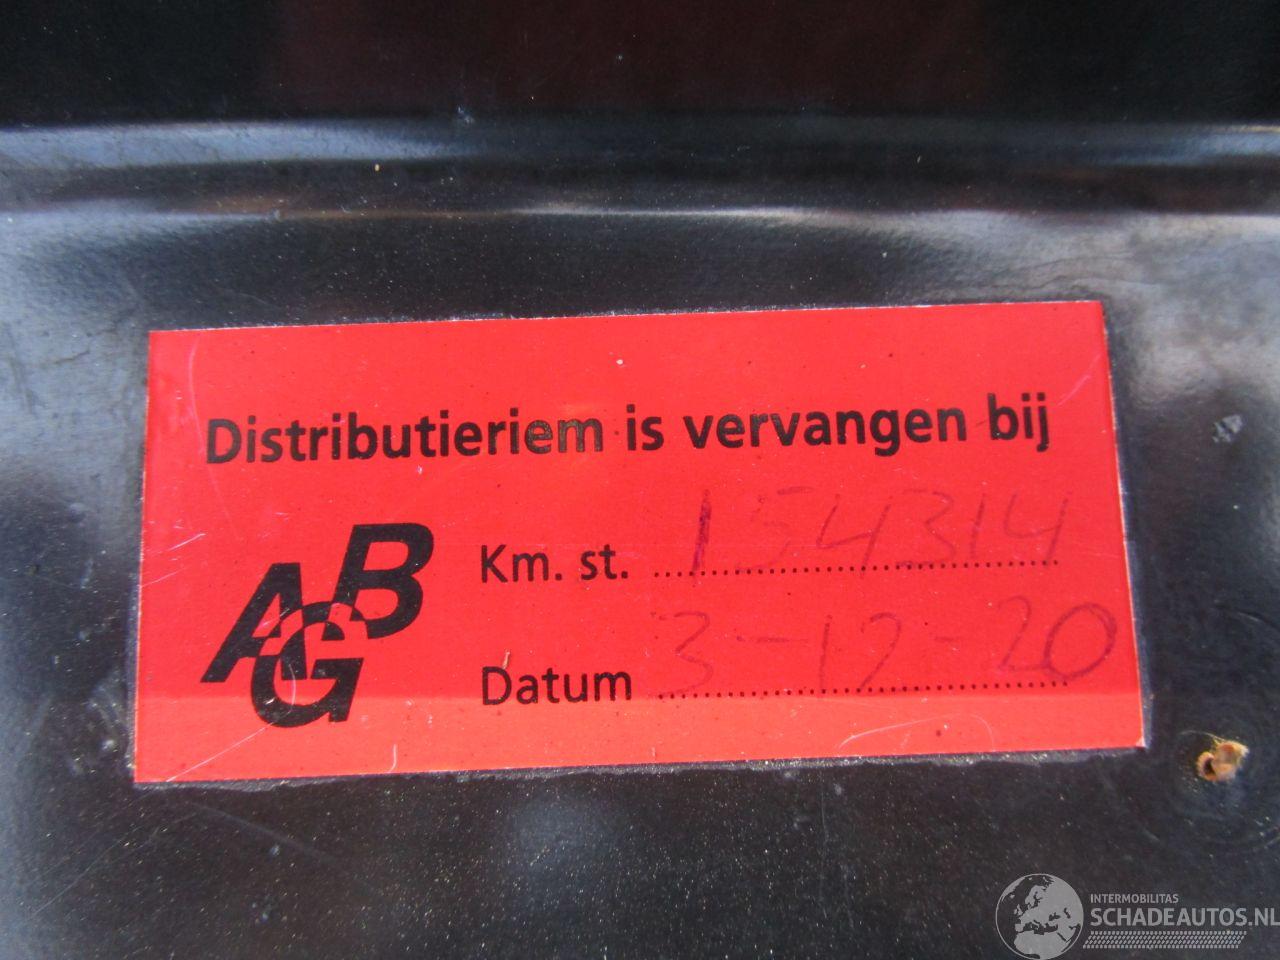 Distributieriem is vervangen bij
AGB
Km. st. 154314
Datum 3-12-20
INTERMOBILITAS
SCHADEAUTOS.NL